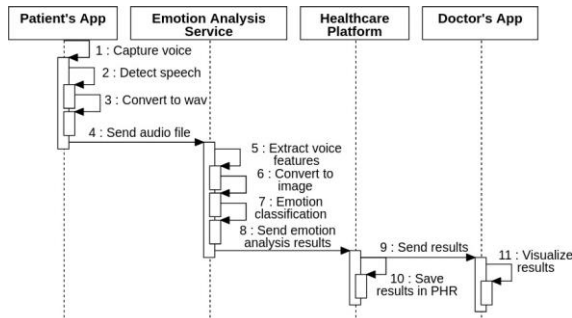 Patient's App
Emotion Analysis
Service
Healthcare
Platform
Doctor's App
1 : Capture voice
2 : Detect speech
3 : Convert to wav
4 : Send audio file
5 : Extract voice
features
6 : Convert to
image
7 : Emotion
classification
8 : Send emotion
analysis results
9 : Send results
10 : Save
results in PHR
11 : Visualize
results